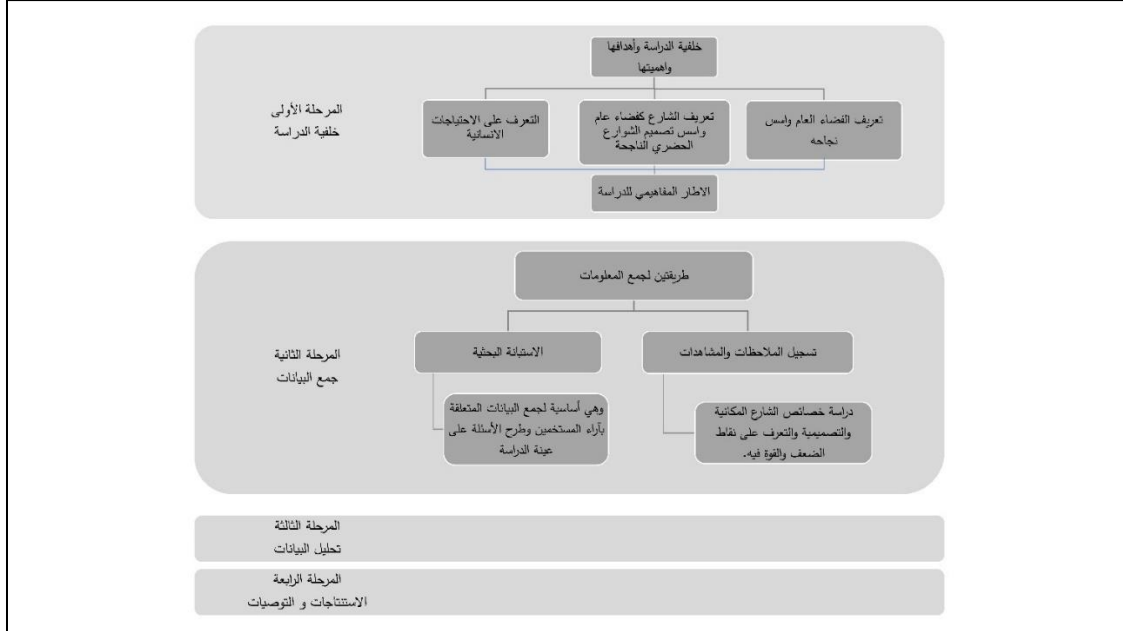 خلفية الدراسة وأهدافها
واهميتها
المرحلة الأولى
خلفية الدراسة
تعريف الفضاء العام واسس
نجاحه
تعريف الشارع كفضاء عام
واسس تصميم الشوارع
الحضري الناجحة
التعرف على الاحتياجات
الانسانية
الاطار المفاهيمي للدراسة
طريقتين لجمع المعلومات
المرحلة الثانية
جمع البيانات
تسجيل الملاحظات والمشاهدات
الاستبانة البحثية
دراسة خصائص الشارع المكانية
والتصميمية والتعرف على نقاط
الضعف والقوة فيه.
وهي أساسية لجمع البيانات المتعلقة
بآراء المستخمين وطرح الأسئلة على
عينة الدراسة
المرحلة الثالثة
تحليل البيانات
المرحلة الرابعة
الاستنتاجات و التوصيات